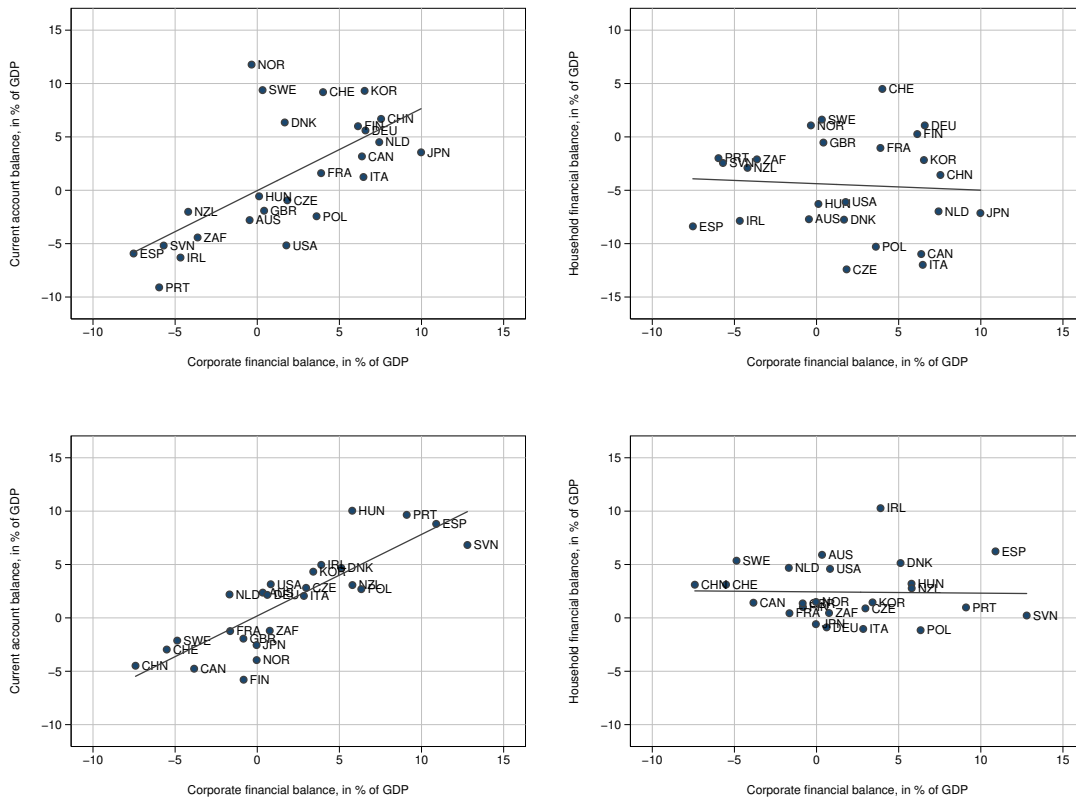 15
10
5
0
−5
−10
NOR
SWE
CHE
KOR
DNK
CHN
FIN
DEU
NLD
CAN
JPN
FRA
ITA
HUN
CZE
NZL
GBR
AUS
POL
ZAF
SVN
USA
ESP
IRL
PRT
−10
−5
0
5
10
15
Corporate financial balance, in % of GDP
Current account balance, in % of GDP
10
5
0
−5
−10
−15
CHE
SWE
NOR
DEU
FIN
GBR
FRA
PRT
ZAF
SVN
NZL
KOR
CHN
HUN
USA
NLD
JPN
AUS
DNK
IRL
ESP
POL
CAN
ITA
CZE
−10
−5
0
5
10
15
Corporate financial balance, in % of GDP
Household financial balance, in % of GDP
15
10
5
0
−5
−10
HUN
PRT
ESP
SVN
IRL
DNK
KOR
USA
CZE
NZL
POL
NLD
AUS
DEU
ITA
FRA
ZAF
SWE
GBR
JPN
CHE
NOR
CHN
CAN
FIN
−10
−5
0
5
10
15
Corporate financial balance, in % of GDP
Current account balance, in % of GDP
15
10
5
0
−5
−10
IRL
ESP
AUS
SWE
DNK
NLD
USA
CHN
CHE
HUN
NZL
CAN
NOR
KOR
CZE
PRT
FRA
ZAF
SVN
JPN
DEU
ITA
POL
−10
−5
0
5
10
15
Corporate financial balance, in % of GDP
Household financial balance, in % of GDP